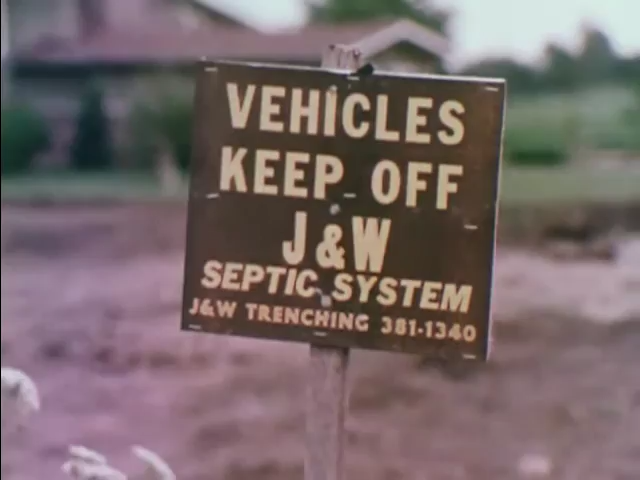 VEHICLES
KEEP OFF
J&W
SEPTIC SYSTEM
J&W TRENCHING 381-1340